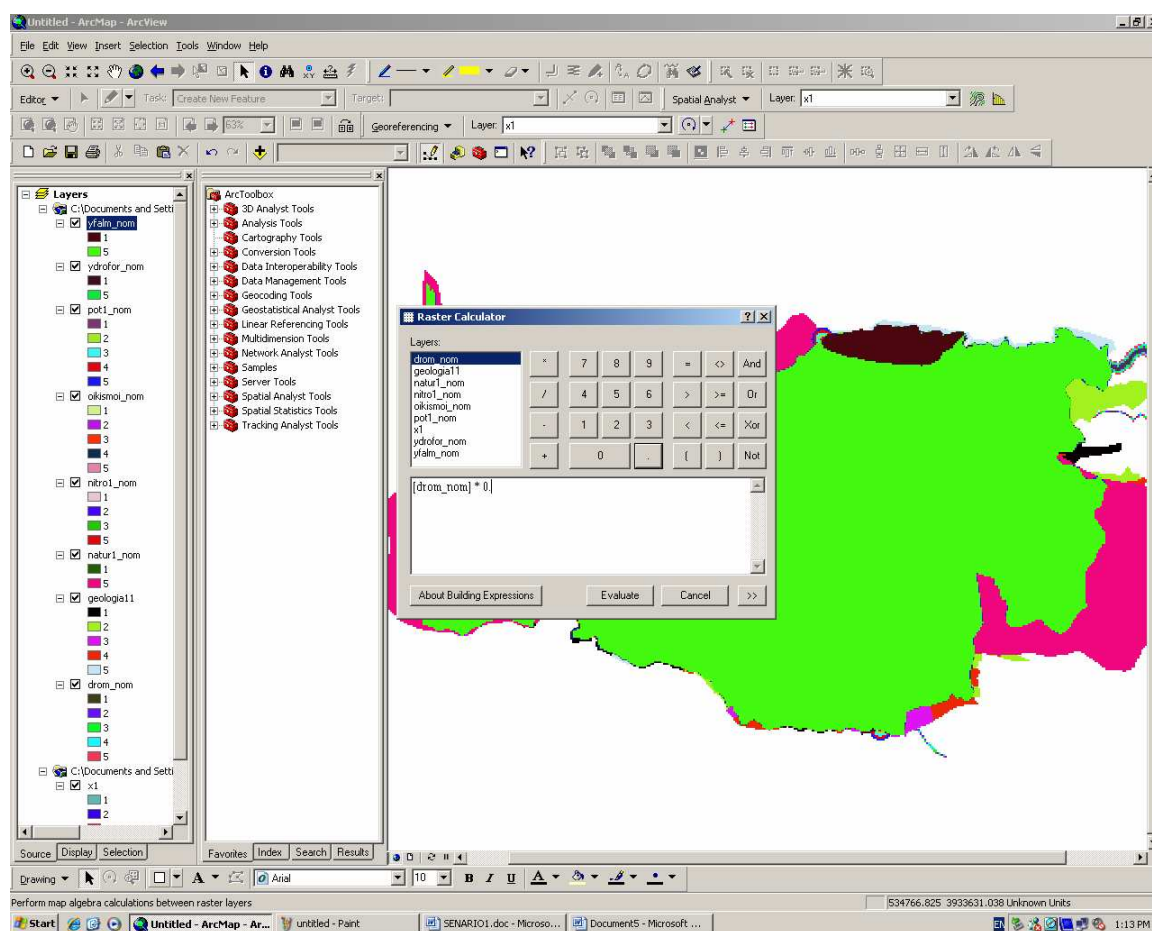 Untitled - ArcMap - ArcView
File Edit View Insert Selection Tools Window Help
Editor Task: Create New Feature Target: Spatial Analyst Layer: x1
63% Georeferencing Layer: x1
Layers
C:\Documents and Setti
yfalm_nom
1
5
ydrofor_nom
1
5
pot1_nom
1
2
3
4
5
oikismoi_nom
1
2
3
4
5
nitro1_nom
1
2
3
5
natur1_nom
1
5
geologia11
1
2
3
4
5
drom_nom
1
2
3
4
5
C:\Documents and Setti
x1
1
2
Source Display Selection
ArcToolbox
3D Analyst Tools
Analysis Tools
Cartography Tools
Conversion Tools
Data Interoperability Tools
Data Management Tools
Geocoding Tools
Geostatistical Analyst Tools
Linear Referencing Tools
Multidimension Tools
Network Analyst Tools
Samples
Server Tools
Spatial Analyst Tools
Spatial Statistics Tools
Tracking Analyst Tools
Favorites Index Search Results
Raster Calculator
Layers:
drom_nom
geologia11
natur1_nom
nitro1_nom
oikismoi_nom
pot1_nom
x1
ydrofor_nom
yfalm_nom
* 7 8 9 = <> And
/ 4 5 6 > >= Or
- 1 2 3 < <= Xor
+ 0 . ( ) Not
[drom_nom] * 0.
About Building Expressions Evaluate Cancel >>
Drawing A Arial 10 B I U A
Perform map algebra calculations between raster layers 534766.825 3933631.038 Unknown Units
Start Untitled - ArcMap - Ar... untitled - Paint SENARIO1.doc - Microso... Document5 - Microsoft ... EN 1:13 PM